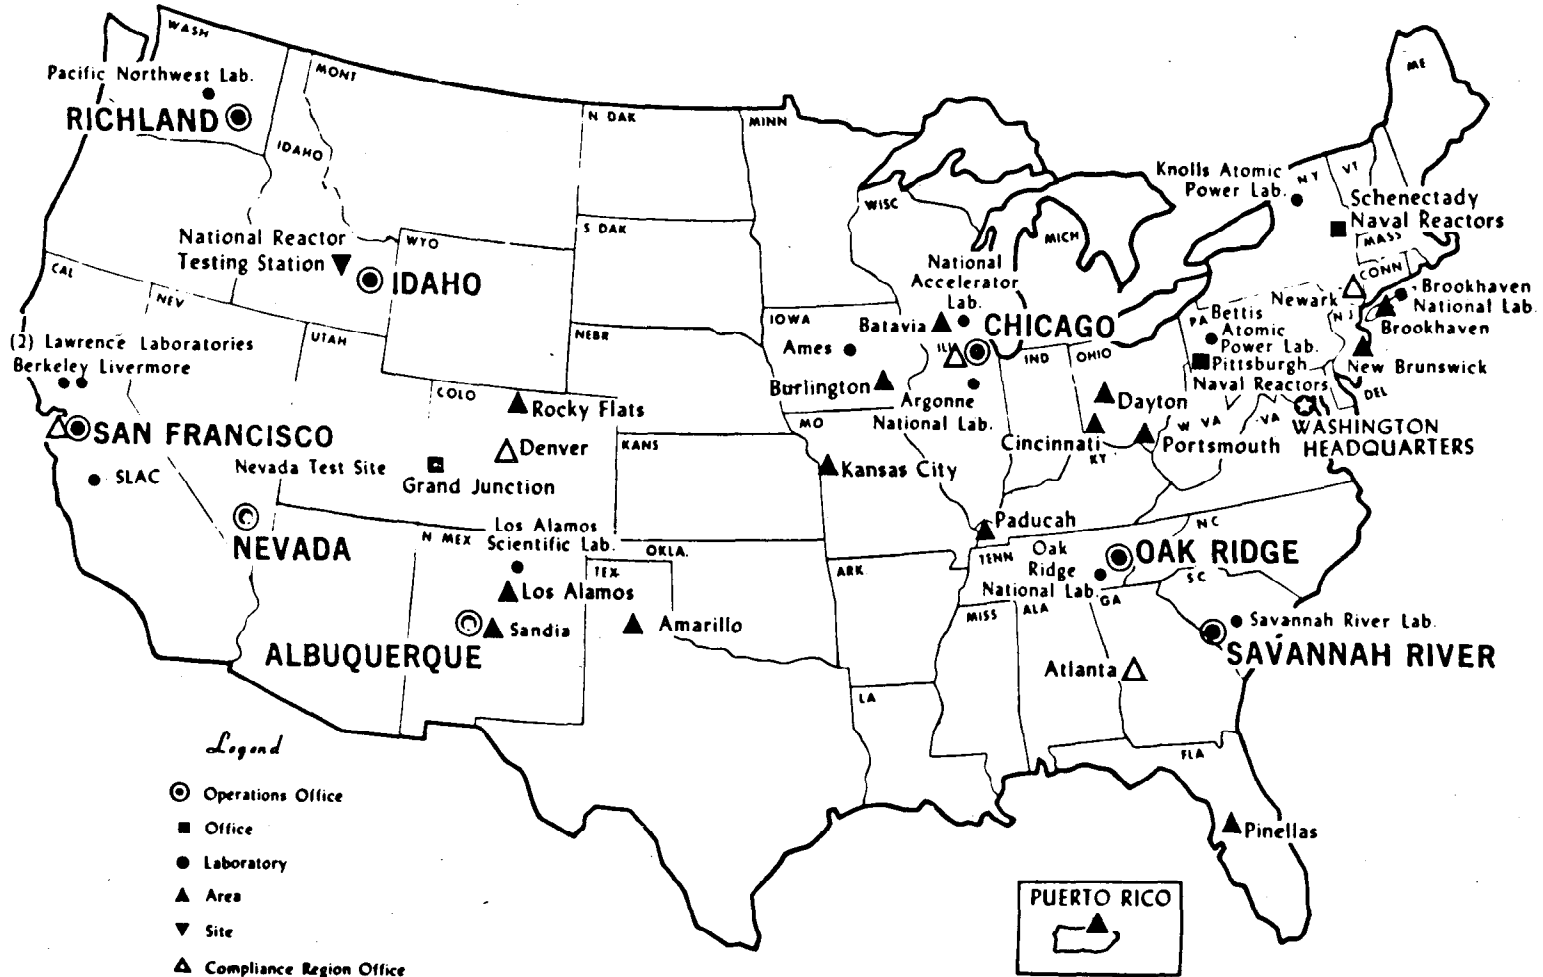 WASH
MONT
Pacific Northwest Lab.
RICHLAND
IDAHO
N DAK
MINN
ME
Knolls Atomic
Power Lab.
N Y
VT
Schenectady
Naval Reactors
MASS
CONN
WISC
MICH
S DAK
WYO
National Reactor
Testing Station
IDAHO
CAL
NEV
UTAH
National
Accelerator
Lab.
Batavia
CHICAGO
ILL
IOWA
Ames
Burlington
Argonne
National Lab.
IND
OHIO
NEBR
Newark
N J
Brookhaven
National Lab.
Brookhaven
PA
Bettis
Atomic
Power Lab.
Pittsburgh
Naval Reactors
New Brunswick
DEL
(2) Lawrence Laboratories
Berkeley Livermore
SAN FRANCISCO
SLAC
COLO
Rocky Flats
Denver
Grand Junction
Nevada Test Site
NEVADA
KANS
MO
Kansas City
Dayton
Cincinnati
KY
Portsmouth
W VA
VA
WASHINGTON
HEADQUARTERS
Paducah
TENN
Oak
Ridge
National Lab.
OAK RIDGE
N C
S C
GA
N MEX
Los Alamos
Scientific Lab.
Los Alamos
OKLA.
TEX
ARK
ALBUQUERQUE
Sandia
Amarillo
MISS
ALA
Savannah River Lab.
SAVANNAH RIVER
Atlanta
LA
FLA
Pinellas
PUERTO RICO
Legend
Operations Office
Office
Laboratory
Area
Site
Compliance Region Office